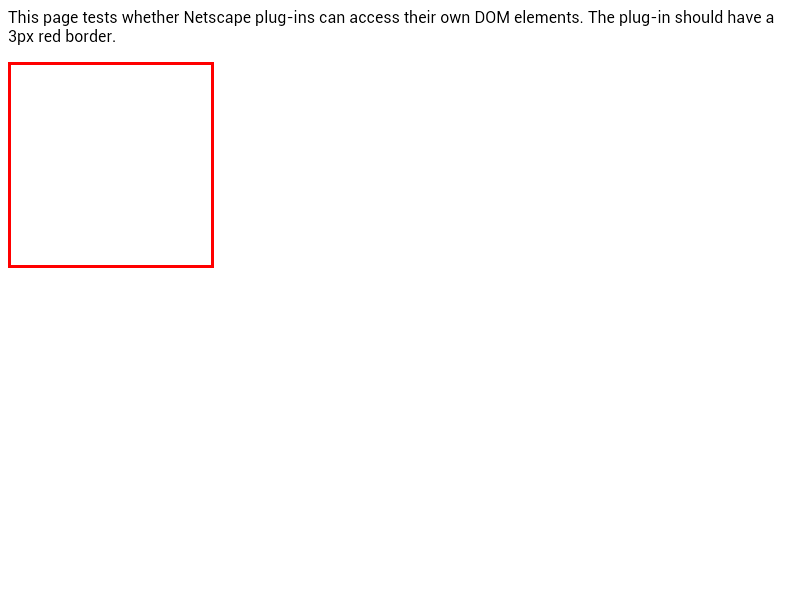 This page tests whether Netscape plug-ins can access their own DOM elements. The plug-in should have a
3px red border.